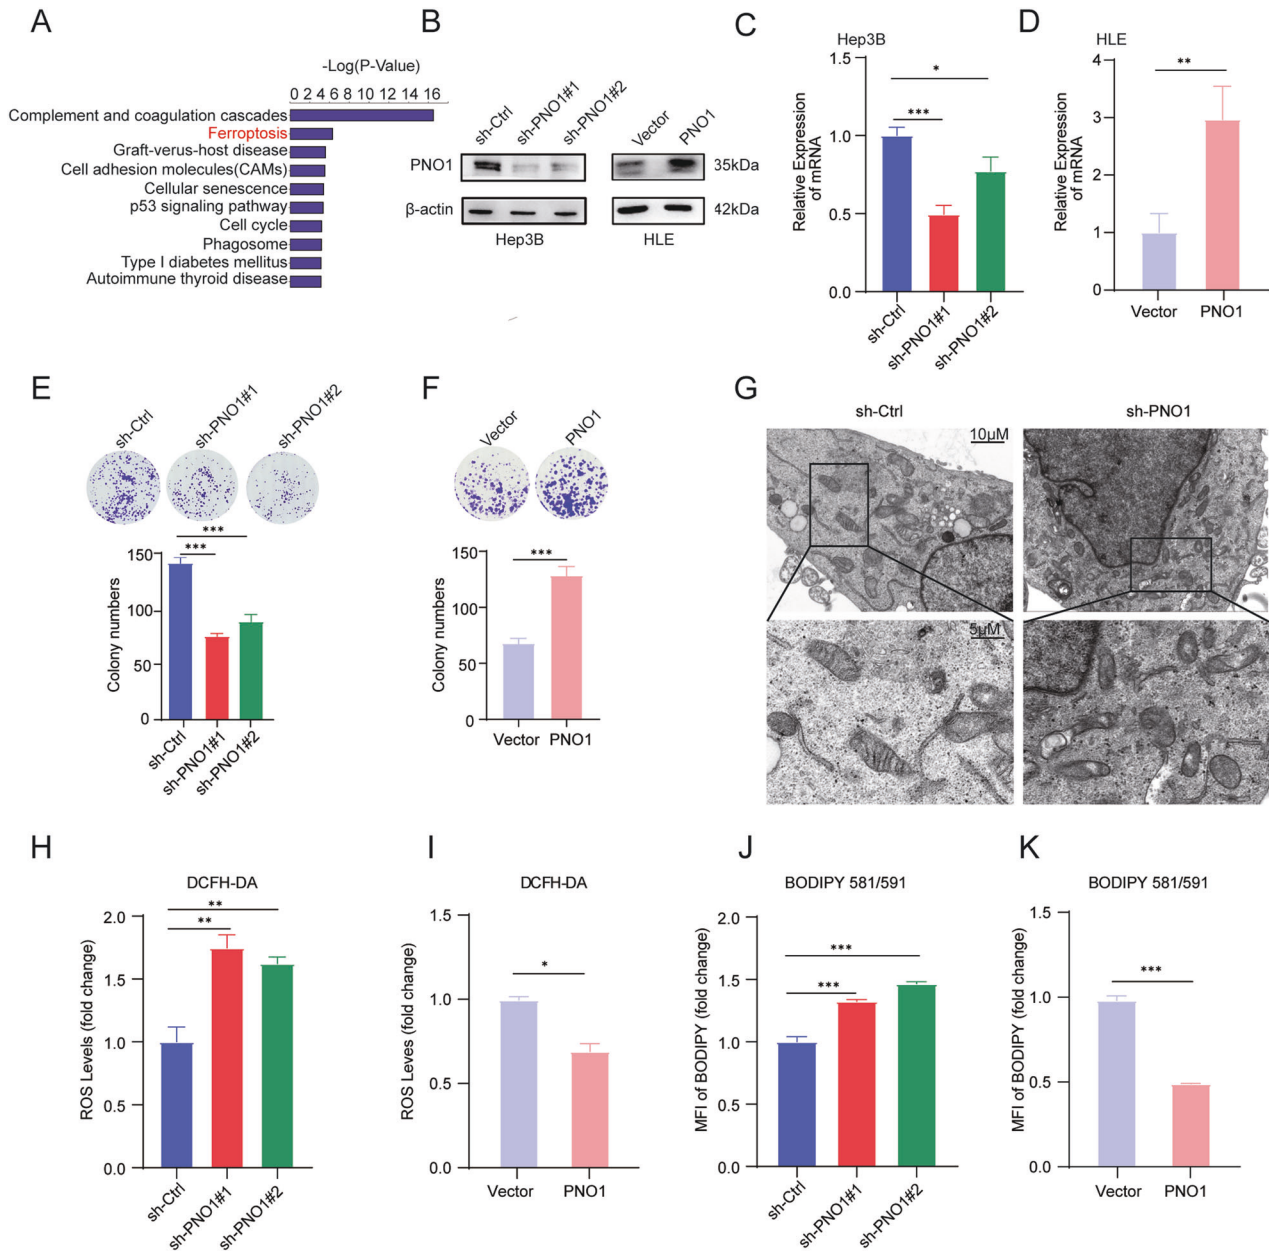 A
-Log(P-Value)
0 2 4 6 8 10 12 14 16
Complement and coagulation cascades
Ferroptosis
Graft-verus-host disease
Cell adhesion molecules(CAMs)
Cellular senescence
p53 signaling pathway
Cell cycle
Phagosome
Type I diabetes mellitus
Autoimmune thyroid disease
B
sh-Ctrl
sh-PNO1#1
sh-PNO1#2
Vector
PNO1
PNO1
35kDa
β-actin
42kDa
Hep3B
HLE
C
Hep3B
Relative Expression
of mRNA
1.5
1.0
0.5
0.0
*
***
sh-Ctrl
sh-PNO1#1
sh-PNO1#2
D
HLE
Relative Expression
of mRNA
4
3
2
1
0
**
Vector
PNO1
E
sh-Ctrl
sh-PNO1#1
sh-PNO1#2
Colony numbers
150
100
50
0
***
***
sh-Ctrl
sh-PNO1#1
sh-PNO1#2
F
Vector
PNO1
Colony numbers
150
100
50
0
***
Vector
PNO1
G
sh-Ctrl
sh-PNO1
10μM
5μM
H
DCFH-DA
ROS Levels (fold change)
2.0
1.5
1.0
0.5
0.0
**
**
sh-Ctrl
sh-PNO1#1
sh-PNO1#2
I
DCFH-DA
ROS Leves (fold change)
1.5
1.0
0.5
0.0
*
Vector
PNO1
J
BODIPY 581/591
MFI of BODIPY (fold change)
2.0
1.5
1.0
0.5
0.0
***
***
sh-Ctrl
sh-PNO1#1
sh-PNO1#2
K
BODIPY 581/591
MFI of BODIPY (fold change)
1.5
1.0
0.5
0.0
***
Vector
PNO1